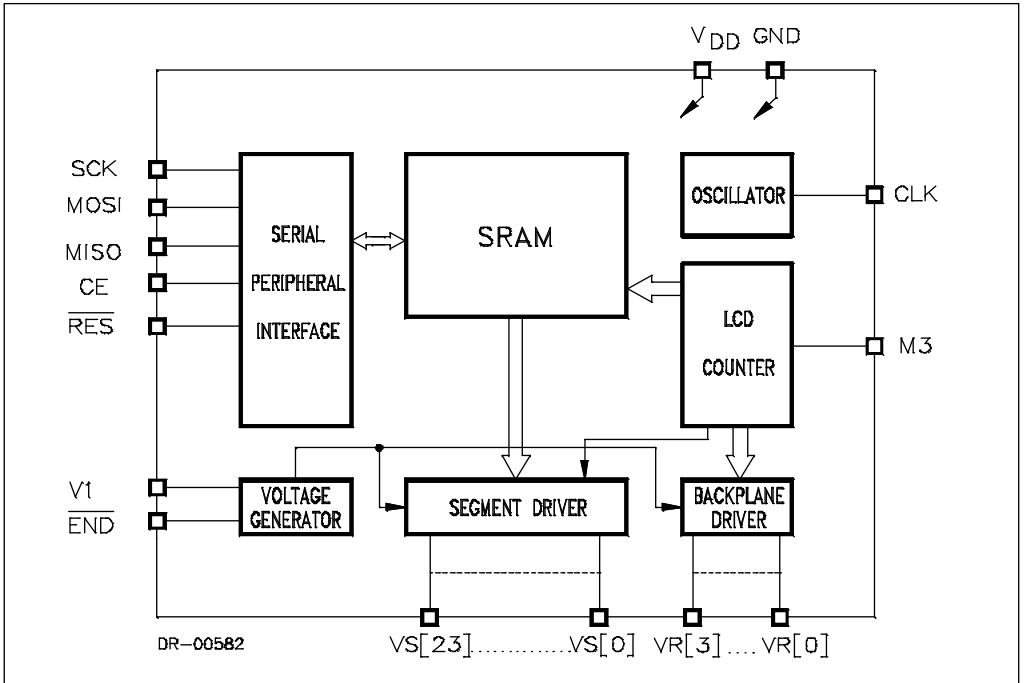 VDD GND
SCK
MOSI
MISO
CE
RES
SERIAL
PERIPHERAL
INTERFACE
SRAM
OSCILLATOR
CLK
LCD
COUNTER
M3
V1
END
VOLTAGE
GENERATOR
SEGMENT DRIVER
BACKPLANE
DRIVER
DR-00582
VS[23]..............VS[0] VR[3] .... VR[0]